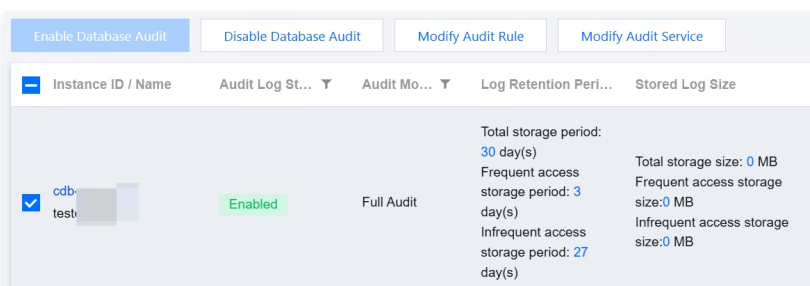 Enable Database Audit
Disable Database Audit
Modify Audit Rule
Modify Audit Service
Instance ID / Name
Audit Log St...
Audit Mo...
Log Retention Peri...
Stored Log Size
cdb-
Enabled
Full Audit
Total storage period:
30 day(s)
Frequent access
storage period: 3
day(s)
Infrequent access
storage period: 27
day(s)
Total storage size: 0 MB
Frequent access storage
size:0 MB
Infrequent access storage
size:0 MB